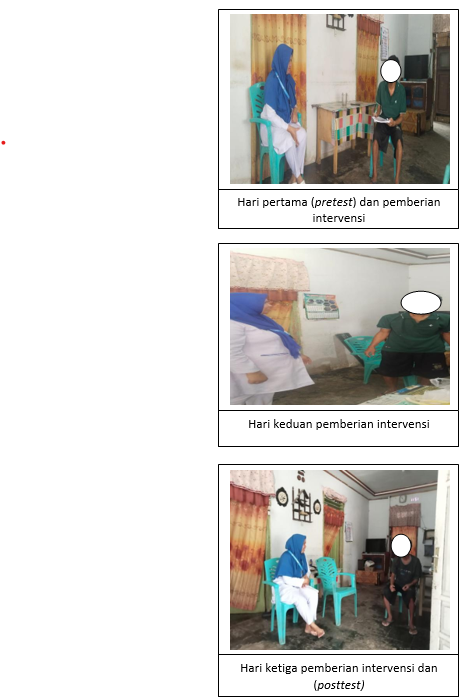 Hari pertama (pretest) dan pemberian
intervensi
Hari keduan pemberian intervensi
Hari ketiga pemberian intervensi dan
(posttest)